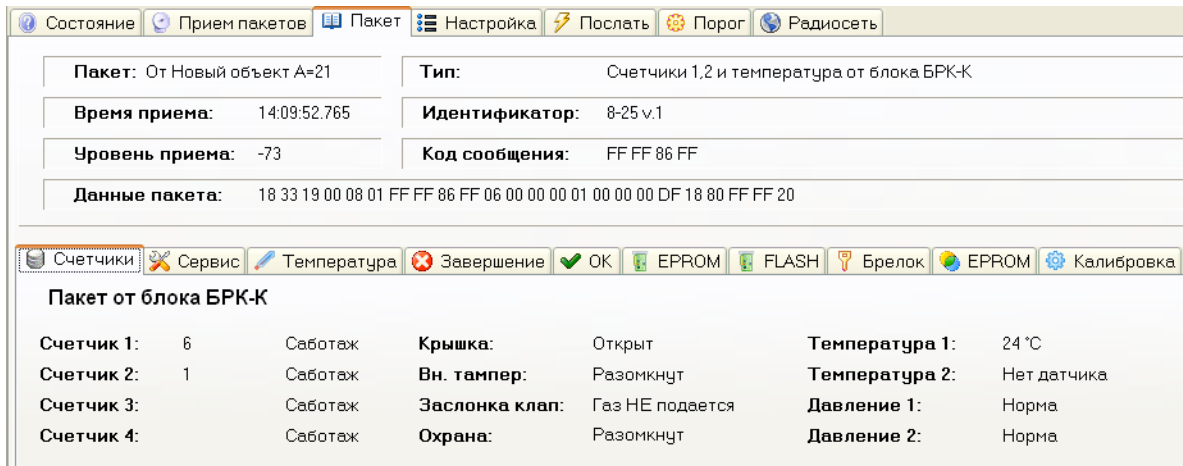 Состояние Прием пакетов Пакет Настройка Послать Порог Радиосеть
Пакет: От Новый объект A=21 Тип: Счетчики 1,2 и температура от блока БРК-К
Время приема: 14:09:52.765 Идентификатор: 8-25 v.1
Уровень приема: -73 Код сообщения: FF FF 86 FF
Данные пакета: 18 33 19 00 08 01 FF FF 86 FF 06 00 00 00 01 00 00 00 DF 18 80 FF FF 20
Счетчики Сервис Температура Завершение OK EPROM FLASH Брелок EPROM Калибровка
Пакет от блока БРК-К
Счетчик 1: 6 Саботаж Крышка: Открыт Температура 1: 24 °C
Счетчик 2: 1 Саботаж Вн. тампер: Разомкнут Температура 2: Нет датчика
Счетчик 3: Саботаж Заслонка клап: Газ НЕ подается Давление 1: Норма
Счетчик 4: Саботаж Охрана: Разомкнут Давление 2: Норма